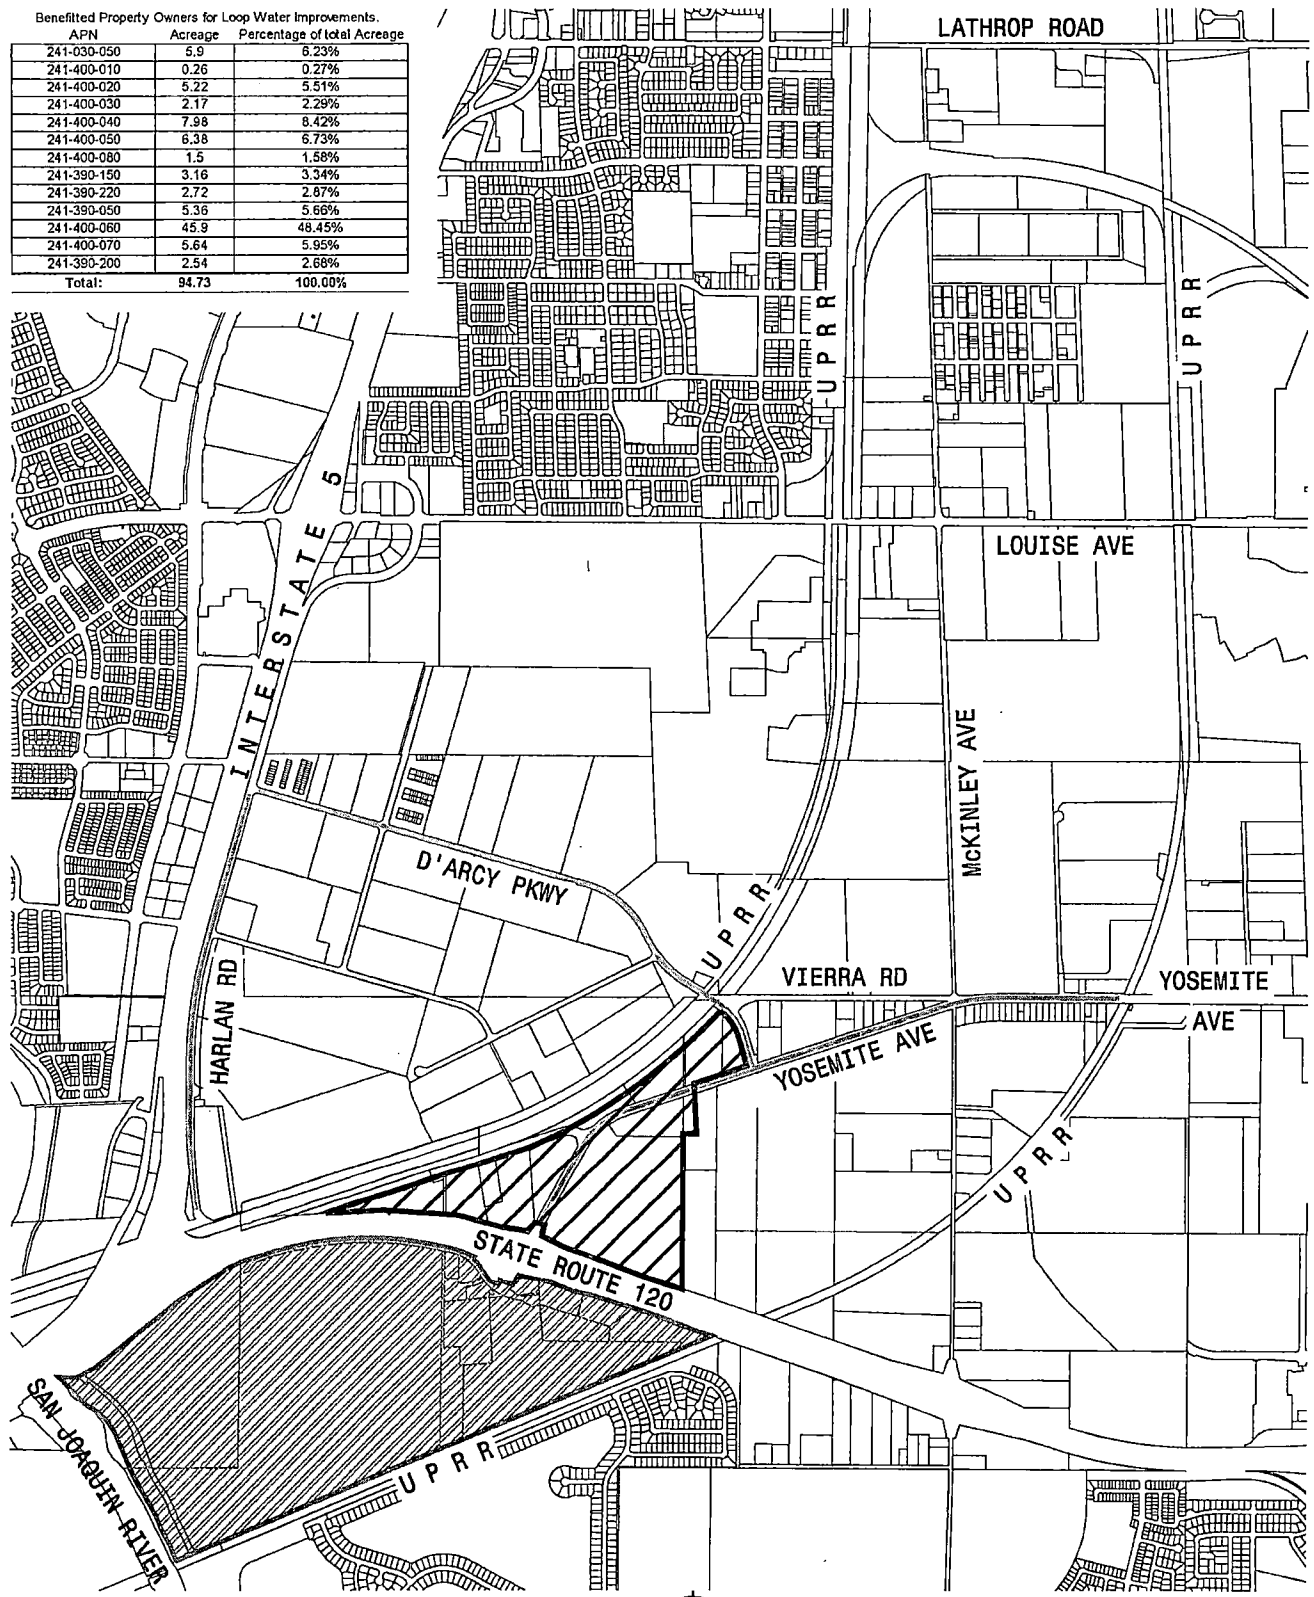 Benefitted Property Owners for Loop Water Improvements.
APN Acreage Percentage of total Acreage
241-030-050 5.9 6.23%
241-400-010 0.26 0.27%
241-400-020 5.22 5.51%
241-400-030 2.17 2.29%
241-400-040 7.98 8.42%
241-400-050 6.38 6.73%
241-400-080 1.5 1.58%
241-390-150 3.16 3.34%
241-390-220 2.72 2.87%
241-390-050 5.36 5.66%
241-400-060 45.9 48.45%
241-400-070 5.64 5.95%
241-390-200 2.54 2.68%
Total: 94.73 100.00%
LATHROP ROAD
UPRR
UPRR
INTERSTATE 5
LOUISE AVE
McKINLEY AVE
D'ARCY PKWY
UPRR
VIERRA RD
YOSEMITE
AVE
HARLAN RD
YOSEMITE AVE
UPRR
STATE ROUTE 120
SAN JOAQUIN RIVER
UPRR